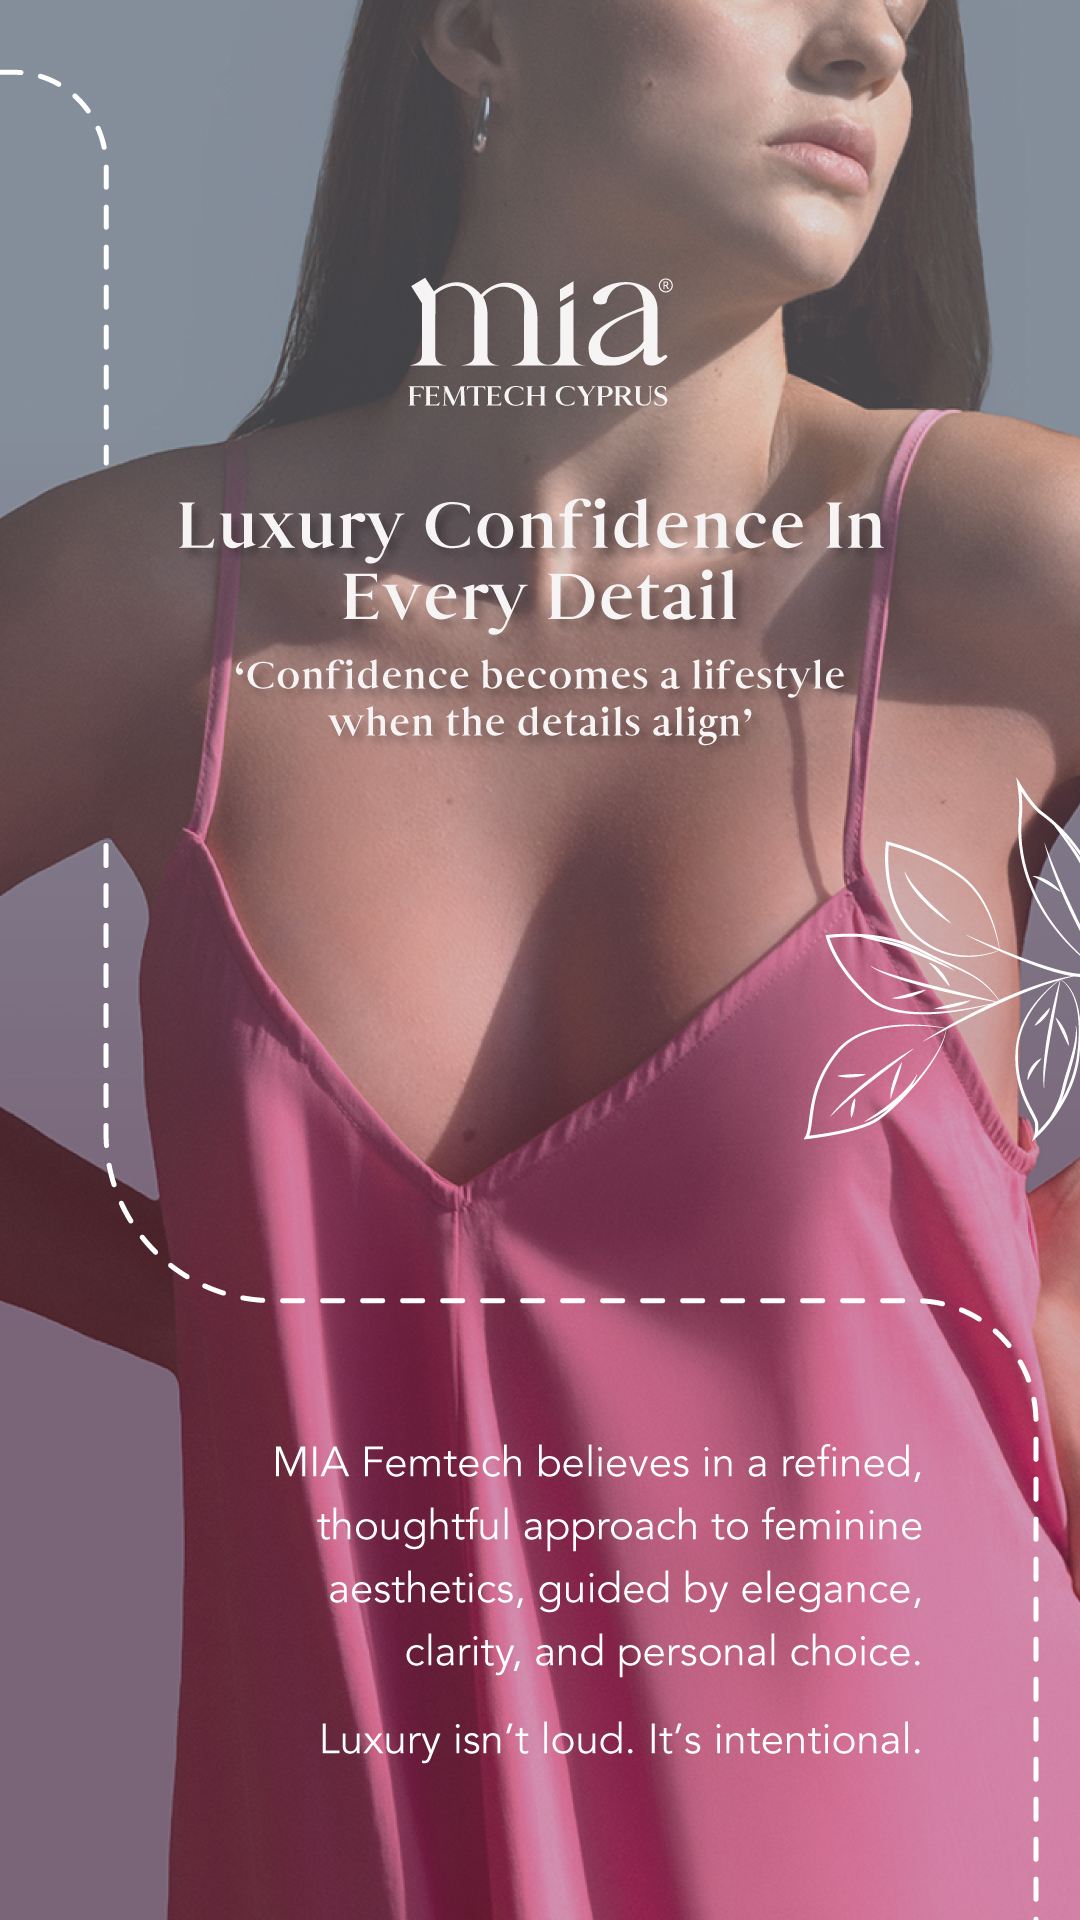 mia®
FEMTECH CYPRUS
Luxury Confidence In
Every Detail
‘Confidence becomes a lifestyle
when the details align’
MIA Femtech believes in a refined,
thoughtful approach to feminine
aesthetics, guided by elegance,
clarity, and personal choice.
Luxury isn’t loud. It’s intentional.